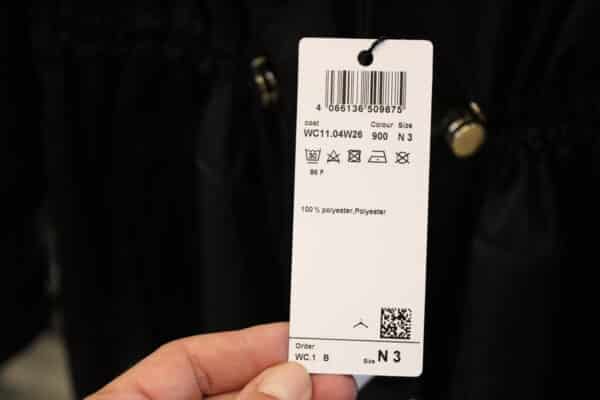 4 066136 509875
coat Colour Size
WC11.04W26 900 N 3
30
86 F
100 % polyester,Polyester
Order
WC.1 B Size N 3